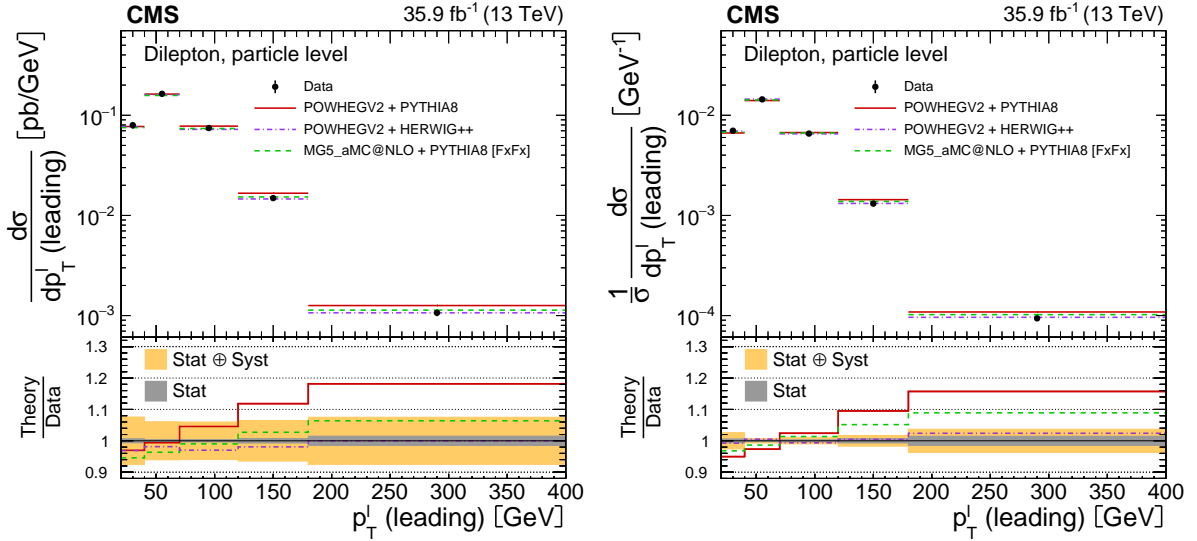 CMS 35.9 fb⁻¹ (13 TeV)
Dilepton, particle level
Data
POWHEGV2 + PYTHIA8
POWHEGV2 + HERWIG++
MG5_aMC@NLO + PYTHIA8 [FxFx]
dσ
dp_T^l (leading) [pb/GeV]
10⁻¹
10⁻²
10⁻³
Stat ⊕ Syst
Stat
Theory
Data
1.3
1.2
1.1
1
0.9
50 100 150 200 250 300 350 400
p_T^l (leading) [GeV]
CMS 35.9 fb⁻¹ (13 TeV)
Dilepton, particle level
Data
POWHEGV2 + PYTHIA8
POWHEGV2 + HERWIG++
MG5_aMC@NLO + PYTHIA8 [FxFx]
1 dσ
σ dp_T^l (leading) [GeV⁻¹]
10⁻²
10⁻³
10⁻⁴
Stat ⊕ Syst
Stat
Theory
Data
1.3
1.2
1.1
1
0.9
50 100 150 200 250 300 350 400
p_T^l (leading) [GeV]